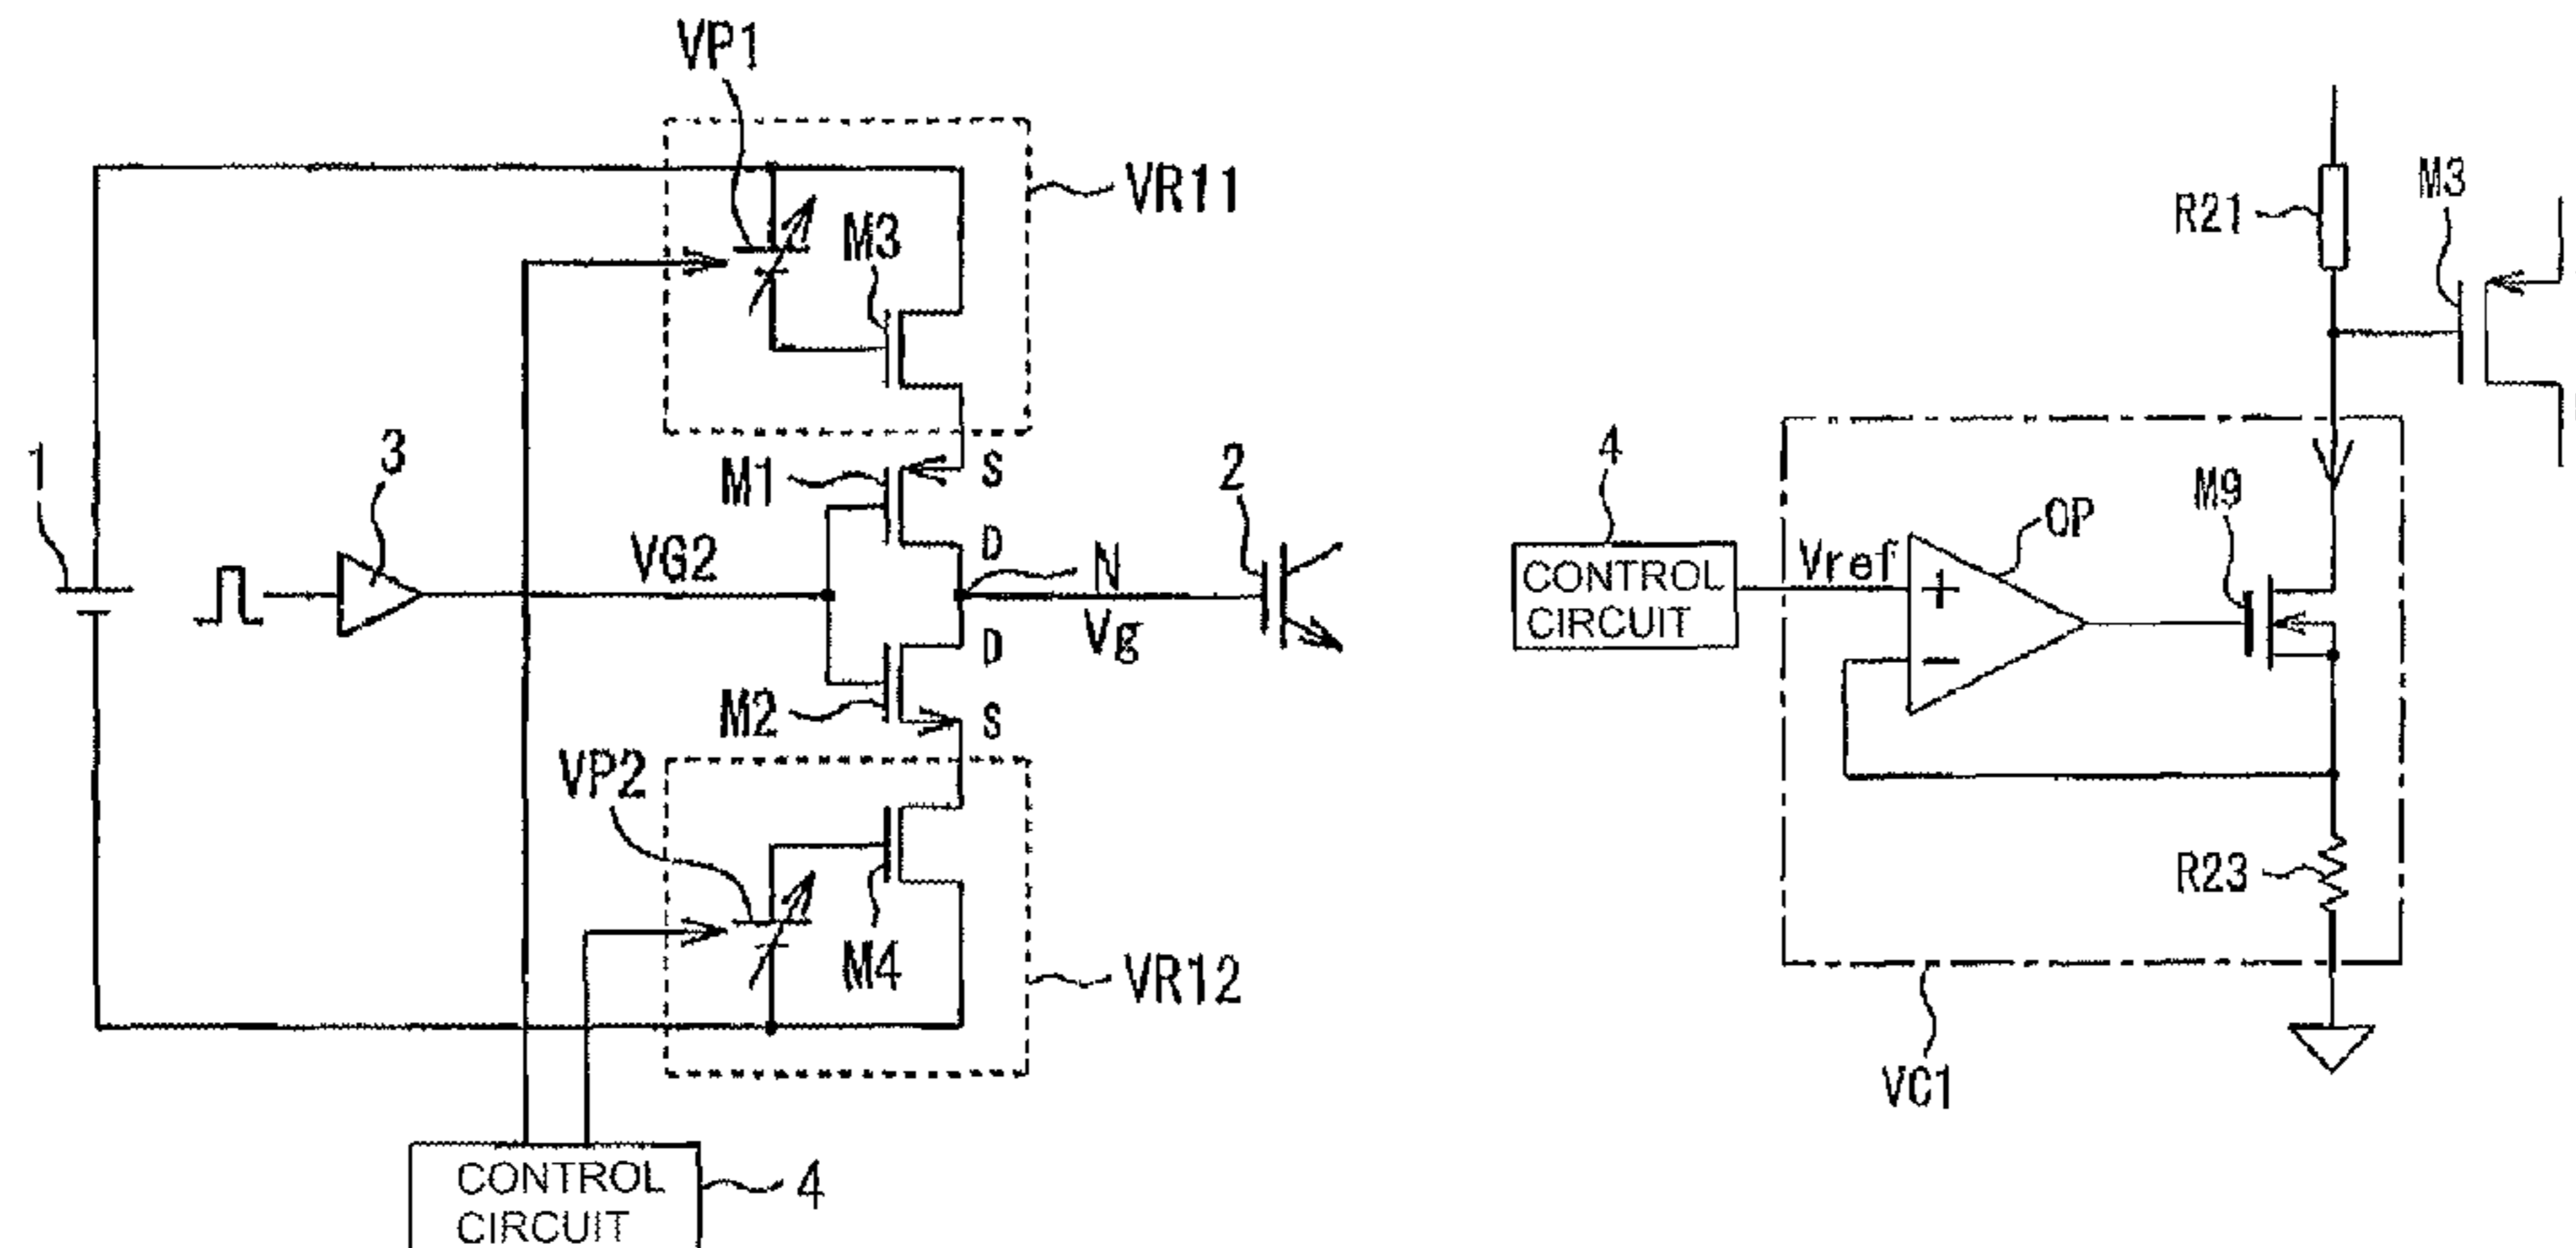 VP1
VR11
M3
1
3
M1
S
D
VG2
N
Vg
2
D
S
M2
VP2
M4
VR12
CONTROL
CIRCUIT
4
R21
M3
4
CONTROL
CIRCUIT
Vref
+
−
OP
M9
R23
VC1